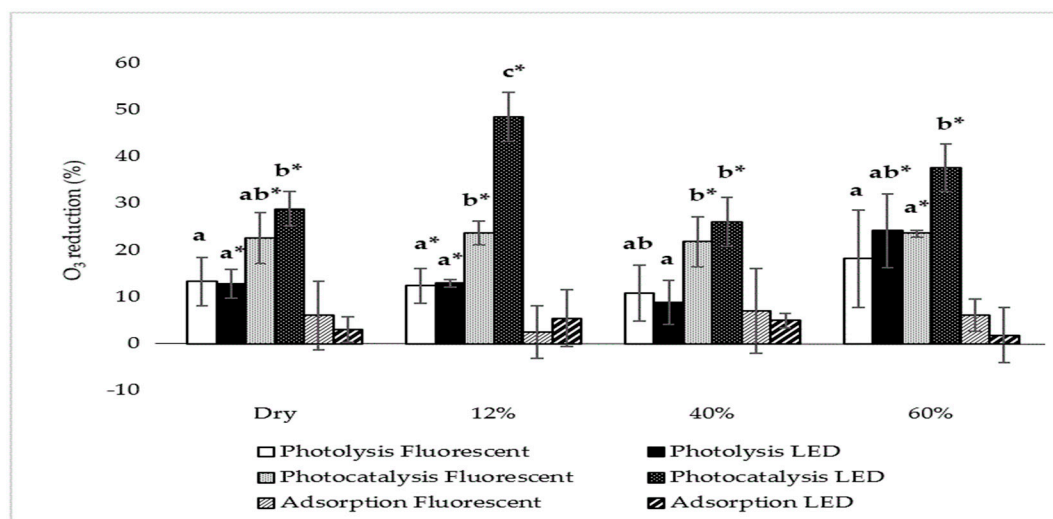 O3 reduction (%)
60
50
40
30
20
10
0
-10
a
a*
ab*
b*
a*
a*
b*
c*
ab
a
b*
b*
a
ab*
a*
b*
Dry
12%
40%
60%
Photolysis Fluorescent
Photolysis LED
Photocatalysis Fluorescent
Photocatalysis LED
Adsorption Fluorescent
Adsorption LED